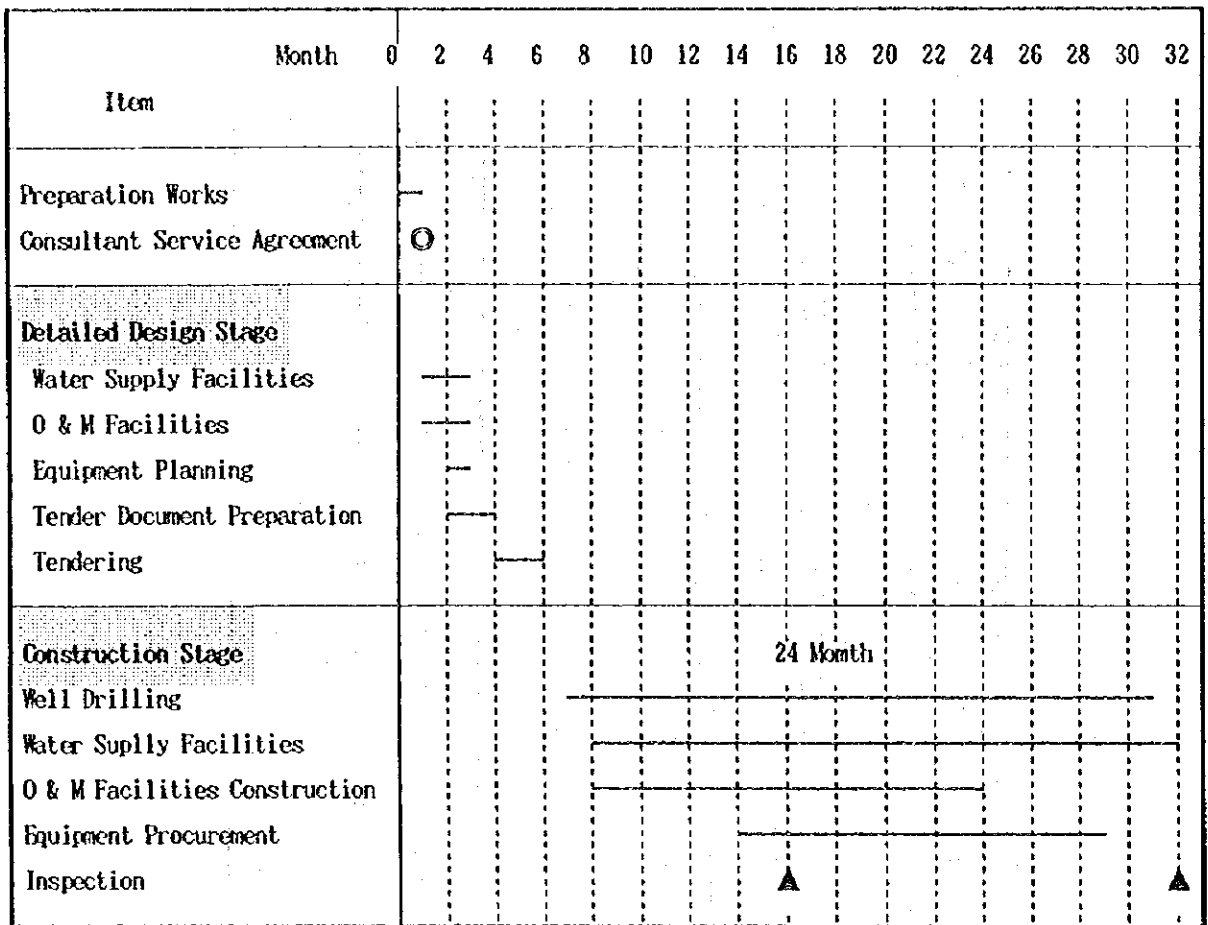 Month 0 2 4 6 8 10 12 14 16 18 20 22 24 26 28 30 32
Item
Preparation Works
Consultant Service Agreement
Detailed Design Stage
Water Supply Facilities
O & M Facilities
Equipment Planning
Tender Document Preparation
Tendering
Construction Stage
24 Momth
Well Drilling
Water Suplly Facilities
O & M Facilities Construction
Equipment Procurement
Inspection